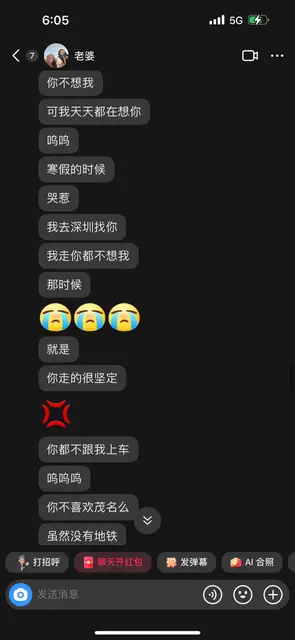 6:05
5G
7
老婆
你不想我
可我天天都在想你
呜呜
寒假的时候
哭惹
我去深圳找你
我走你都不想我
那时候
就是
你走的很坚定
你都不跟我上车
呜呜呜
你不喜欢茂名么
虽然没有地铁
打招呼
聊天开红包
发弹幕
AI 合照
发送消息